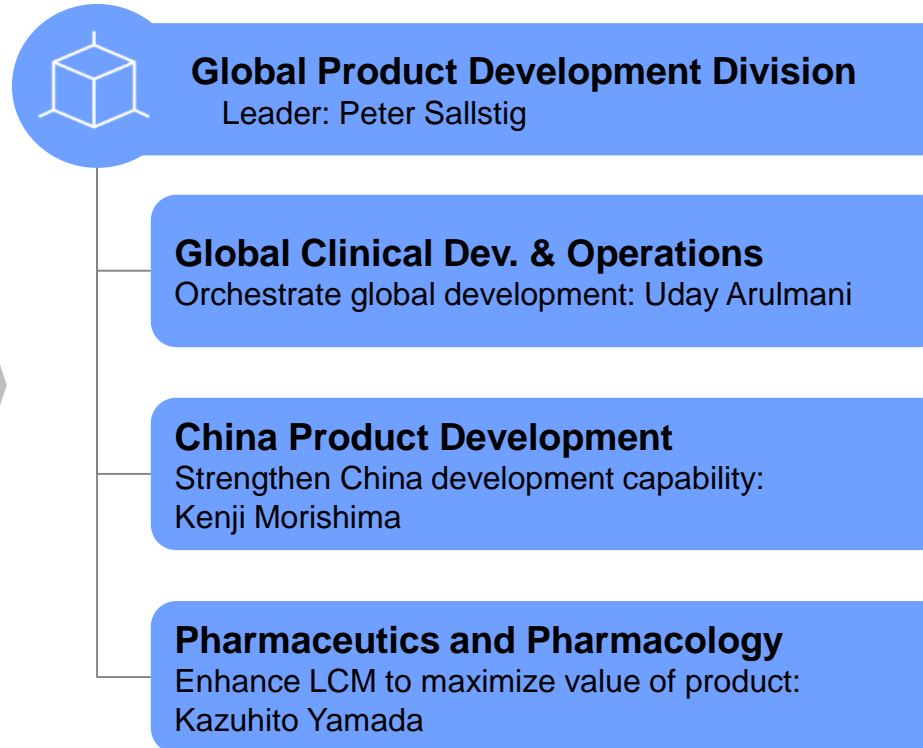 Global Product Development Division
Leader: Peter Sallstig
Global Clinical Dev. & Operations
Orchestrate global development: Uday Arulmani
China Product Development
Strengthen China development capability:
Kenji Morishima
Pharmaceutics and Pharmacology
Enhance LCM to maximize value of product:
Kazuhito Yamada